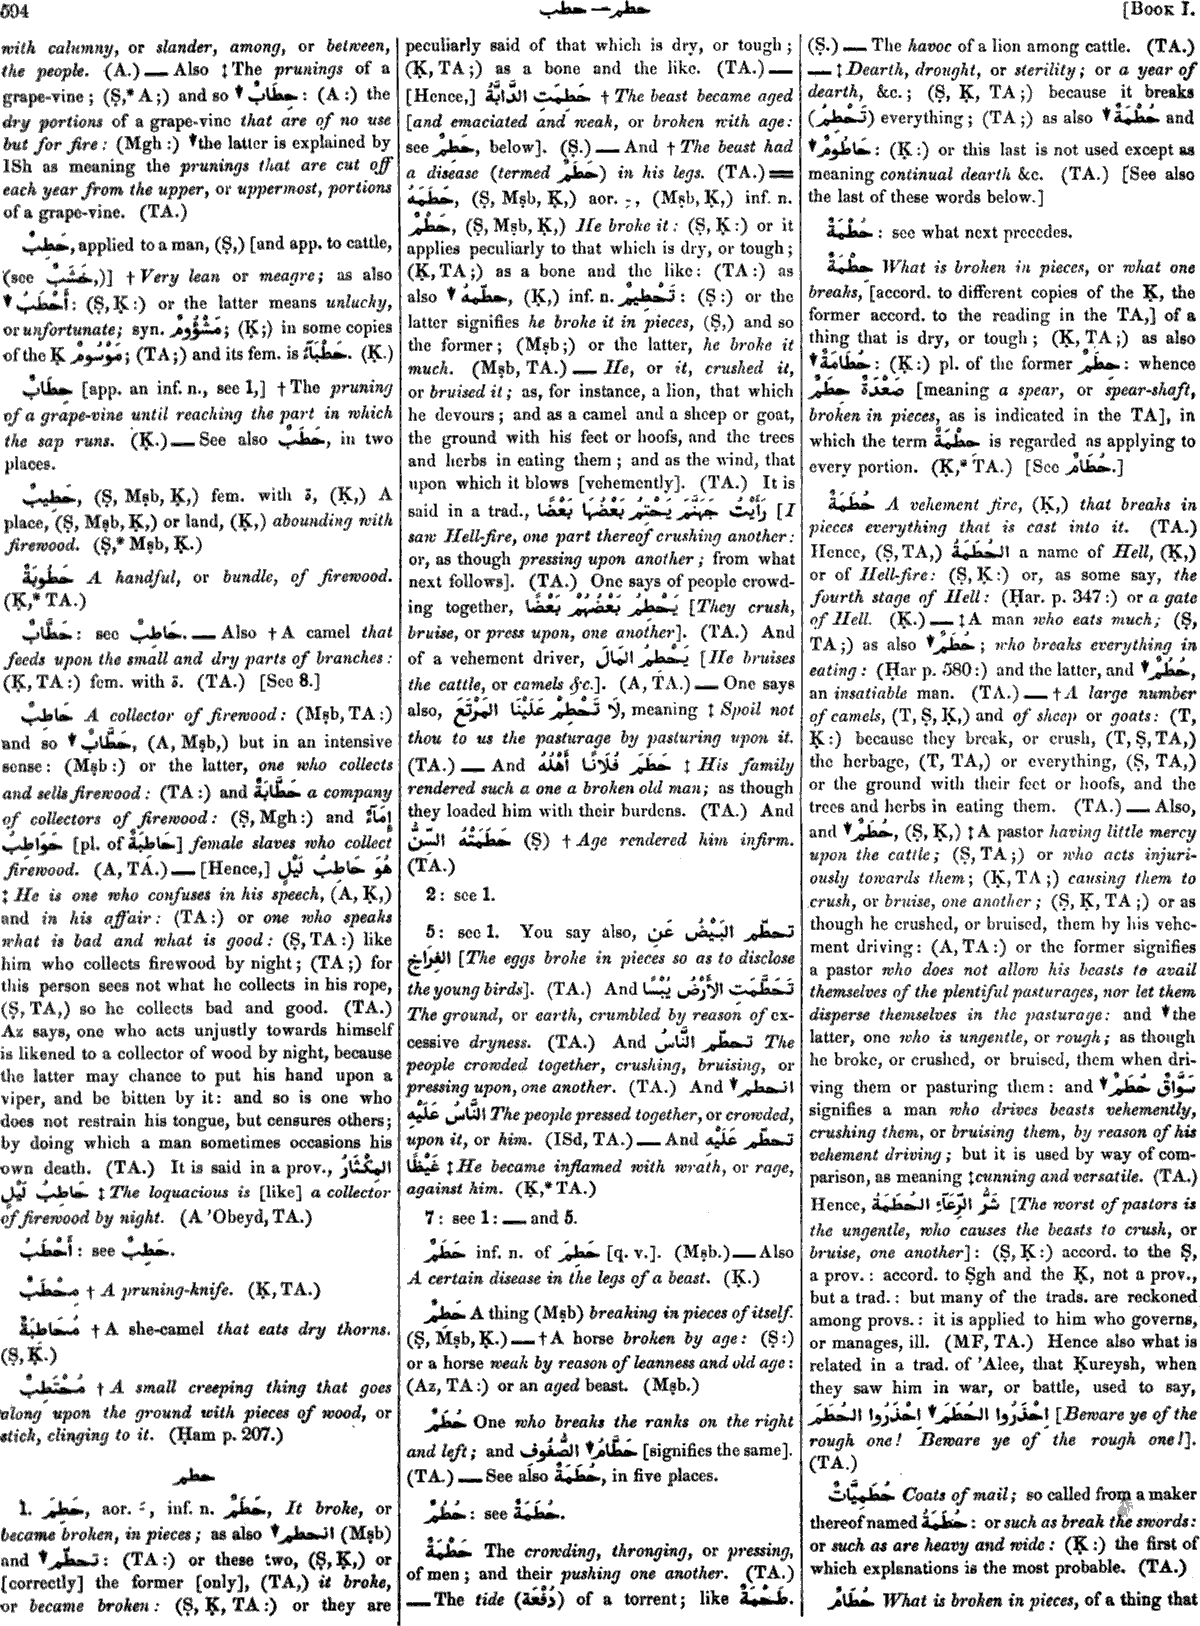 594
حطب — حطم
[BOOK I.
with calumny, or slander, among, or between,
the people. (A.) — Also ‡ The prunings of a
grape-vine; (Ṣ,* A;) and so ▼ حِطَابٌ: (A:) the
dry portions of a grape-vine that are of no use
but for fire: (Mgh:) ▼ the latter is explained by
ISh as meaning the prunings that are cut off
each year from the upper, or uppermost, portions
of a grape-vine. (TA.)
حَطِبٌ, applied to a man, (Ṣ,) [and app. to cattle,
(see خَشَبٌ,)] † Very lean or meagre; as also
▼ أَحْطَبُ: (Ṣ, Ḳ:) or the latter means unlucky,
or unfortunate; syn. مَشْؤُومٌ; (Ḳ;) in some copies
of the Ḳ مَوْسُومٌ; (TA;) and its fem. is حَطْبَآءُ. (Ḳ.)
حِطَابٌ [app. an inf. n., see 1,] † The pruning
of a grape-vine until reaching the part in which
the sap runs. (Ḳ.) — See also حَطَبٌ, in two
places.
حَطِيبٌ, (Ṣ, Mṣb, Ḳ,) fem. with ة, (Ḳ,) A
place, (Ṣ, Mṣb, Ḳ,) or land, (Ḳ,) abounding with
firewood. (Ṣ,* Mṣb, Ḳ.)
حَطُوبَةٌ A handful, or bundle, of firewood.
(Ḳ,* TA.)
حَطَّابٌ: see حَاطِبٌ. — Also † A camel that
feeds upon the small and dry parts of branches:
(Ḳ, TA:) fem. with ة. (TA.) [See 8.]
حَاطِبٌ A collector of firewood: (Mṣb, TA:)
and so ▼ حَطَّابٌ, (A, Mṣb,) but in an intensive
sense: (Mṣb:) or the latter, one who collects
and sells firewood: (TA:) and حَطَّابَةٌ a company
of collectors of firewood: (Ṣ, Mgh:) and إِمَآءٌ
حَوَاطِبُ [pl. of حَاطِبَةٌ] female slaves who collect
firewood. (A, TA.) — [Hence,] هُوَ حَاطِبُ لَيْلٍ
‡ He is one who confuses in his speech, (A, Ḳ,)
and in his affair: (TA:) or one who speaks
what is bad and what is good: (Ṣ, TA:) like
him who collects firewood by night; (TA;) for
this person sees not what he collects in his rope,
(Ṣ, TA,) so he collects bad and good. (TA.)
Az says, one who acts unjustly towards himself
is likened to a collector of wood by night, because
the latter may chance to put his hand upon a
viper, and be bitten by it: and so is one who
does not restrain his tongue, but censures others;
by doing which a man sometimes occasions his
own death. (TA.) It is said in a prov., المِكْثَارُ
حَاطِبُ لَيْلٍ ‡ The loquacious is [like] a collector
of firewood by night. (A 'Obeyd, TA.)
أَحْطَبُ: see حَطِبٌ.
مِحْطَبٌ † A pruning-knife. (Ḳ, TA.)
مُحَاطِبَةٌ † A she-camel that eats dry thorns.
(Ṣ, Ḳ.)
مُحْتَطِبٌ † A small creeping thing that goes
along upon the ground with pieces of wood, or
stick, clinging to it. (Ḥam p. 207.)
حطم
1. حَطِمَ, aor. ـَ, inf. n. حَطَمٌ, It broke, or
became broken, in pieces; as also ▼ انحطم (Mṣb)
and ▼ تحطّم: (TA:) or these two, (Ṣ, Ḳ,) or
[correctly] the former [only], (TA,) it broke,
or became broken: (Ṣ, Ḳ, TA:) or they are
peculiarly said of that which is dry, or tough;
(Ḳ, TA;) as a bone and the like. (TA.) —
[Hence,] حَطِمَتِ الدَّابَّةُ † The beast became aged
[and emaciated and weak, or broken with age:
see حَطِمٌ, below]. (Ṣ.) — And † The beast had
a disease (termed حَطَمٌ) in his legs. (TA.) ═
حَطَمَهُ, (Ṣ, Mṣb, Ḳ,) aor. ـِ, (Mṣb, Ḳ,) inf. n.
حَطْمٌ, (Ṣ, Mṣb, Ḳ,) He broke it: (Ṣ, Ḳ:) or it
applies peculiarly to that which is dry, or tough;
(Ḳ, TA;) as a bone and the like: (TA:) as
also ▼ حطّمهُ, (Ḳ,) inf. n. تَحْطِيمٌ: (Ṣ:) or the
latter signifies he broke it in pieces, (Ṣ,) and so
the former; (Mṣb;) or the latter, he broke it
much. (Mṣb, TA.) — He, or it, crushed it,
or bruised it; as, for instance, a lion, that which
he devours; and as a camel and a sheep or goat,
the ground with his feet or hoofs, and the trees
and herbs in eating them; and as the wind, that
upon which it blows [vehemently]. (TA.) It is
said in a trad., رَأَيْتُ جَهَنَّمَ يَحْتِمُ بَعْضُهَا بَعْضًا [I
saw Hell-fire, one part thereof crushing another:
or, as though pressing upon another; from what
next follows]. (TA.) One says of people crowd-
ing together, يَحْطِمُ بَعْضُهُمْ بَعْضًا [They crush,
bruise, or press upon, one another]. (TA.) And
of a vehement driver, يَحْطِمُ المَالَ [He bruises
the cattle, or camels &c.]. (A, TA.) — One says
also, لَا تَحْطِمْ عَلَيْنَا المَرْتَعَ, meaning ‡ Spoil not
thou to us the pasturage by pasturing upon it.
(TA.) — And حَطَمَ فُلَانًا أَهْلُهُ ‡ His family
rendered such a one a broken old man; as though
they loaded him with their burdens. (TA.) And
حَطَمَتْهُ السِّنُّ (Ṣ) † Age rendered him infirm.
(TA.)
2: see 1.
5: see 1. You say also, تحطّم البَيْضُ عَنِ
الفِرَاخِ [The eggs broke in pieces so as to disclose
the young birds]. (TA.) And تَحَطَّمَتِ الأَرْضُ يُبْسًا
The ground, or earth, crumbled by reason of ex-
cessive dryness. (TA.) And تحطّم النَّاسُ The
people crowded together, crushing, bruising, or
pressing upon, one another. (TA.) And ▼ انحطم
النَّاسُ عَلَيْهِ The people pressed together, or crowded,
upon it, or him. (ISd, TA.) — And تحطّم عَلَيْهِ
غَيْظًا ‡ He became inflamed with wrath, or rage,
against him. (Ḳ,* TA.)
7: see 1: — and 5.
حَطَمٌ inf. n. of حَطِمَ [q. v.]. (Mṣb.) — Also
A certain disease in the legs of a beast. (Ḳ.)
حَطِمٌ A thing (Mṣb) breaking in pieces of itself.
(Ṣ, Mṣb, Ḳ.) — † A horse broken by age: (Ṣ:)
or a horse weak by reason of leanness and old age:
(Az, TA:) or an aged beast. (Mṣb.)
حُطَمٌ One who breaks the ranks on the right
and left; and ▼ حَطَّامُ الصُّفُوفِ [signifies the same].
(TA.) — See also حُطَمَةٌ, in five places.
حُطُمٌ: see حُطَمَةٌ.
حَطْمَةٌ The crowding, thronging, or pressing,
of men; and their pushing one another. (TA.)
— The tide (دُفْعَة) of a torrent; like طَحْمَةٌ.
(Ṣ.) — The havoc of a lion among cattle. (TA.)
— ‡ Dearth, drought, or sterility; or a year of
dearth, &c.; (Ṣ, Ḳ, TA;) because it breaks
(تَحْطِمُ) everything; (TA;) as also ▼ حُطْمَةٌ and
▼ حَاطُومٌ: (Ḳ:) or this last is not used except as
meaning continual dearth &c. (TA.) [See also
the last of these words below.]
حُطْمَةٌ: see what next precedes.
حِطْمَةٌ What is broken in pieces, or what one
breaks, [accord. to different copies of the Ḳ, the
former accord. to the reading in the TA,] of a
thing that is dry, or tough; (Ḳ, TA;) as also
▼ حُطَامَةٌ: (Ḳ:) pl. of the former حِطَمٌ: whence
صَعْدَةٌ حِطَمٌ [meaning a spear, or spear-shaft,
broken in pieces, as is indicated in the TA], in
which the term حِطْمَةٌ is regarded as applying to
every portion. (Ḳ,* TA.) [See حُطَامٌ.]
حُطَمَةٌ A vehement fire, (Ḳ,) that breaks in
pieces everything that is cast into it. (TA.)
Hence, (Ṣ, TA,) الحُطَمَةُ a name of Hell, (Ḳ,)
or of Hell-fire: (Ṣ, Ḳ:) or, as some say, the
fourth stage of Hell: (Ḥar. p. 347:) or a gate
of Hell. (Ḳ.) — ‡ A man who eats much; (Ṣ,
TA;) as also ▼ حُطَمٌ; who breaks everything in
eating: (Ḥar p. 580:) and the latter, and ▼ حُطُمٌ,
an insatiable man. (TA.) — † A large number
of camels, (T, Ṣ, Ḳ,) and of sheep or goats: (T,
Ḳ:) because they break, or crush, (T, Ṣ, TA,)
the herbage, (T, TA,) or everything, (Ṣ, TA,)
or the ground with their feet or hoofs, and the
trees and herbs in eating them. (TA.) — Also,
and ▼ حُطَمٌ, (Ṣ, Ḳ,) ‡ A pastor having little mercy
upon the cattle; (Ṣ, TA;) or who acts injuri-
ously towards them; (Ḳ, TA;) causing them to
crush, or bruise, one another; (Ṣ, Ḳ, TA;) or as
though he crushed, or bruised, them by his vehe-
ment driving: (A, TA:) or the former signifies
a pastor who does not allow his beasts to avail
themselves of the plentiful pasturages, nor let them
disperse themselves in the pasturage: and ▼ the
latter, one who is ungentle, or rough; as though
he broke, or crushed, or bruised, them when dri-
ving them or pasturing them: and ▼ سَوَّاقٌ حُطَمٌ
signifies a man who drives beasts vehemently,
crushing them, or bruising them, by reason of his
vehement driving; but it is used by way of com-
parison, as meaning ‡ cunning and versatile. (TA.)
Hence, شَرُّ الرِّعَآءِ الحُطَمَةُ [The worst of pastors is
the ungentle, who causes the beasts to crush, or
bruise, one another]: (Ṣ, Ḳ:) accord. to the Ṣ,
a prov.: accord. to Ṣgh and the Ḳ, not a prov.,
but a trad.: but many of the trads. are reckoned
among provs.: it is applied to him who governs,
or manages, ill. (MF, TA.) Hence also what is
related in a trad. of 'Alee, that Ḳureysh, when
they saw him in war, or battle, used to say,
اِحْذَرُوا الحُطَمَ ▼ اِحْذَرُوا الحُطَمَ [Beware ye of the
rough one! Beware ye of the rough one!].
(TA.)
حُطَمِيَّاتٌ Coats of mail; so called from a maker
thereof named حُطَمَةُ: or such as break the swords:
or such as are heavy and wide: (Ḳ:) the first of
which explanations is the most probable. (TA.)
حُطَامٌ What is broken in pieces, of a thing that